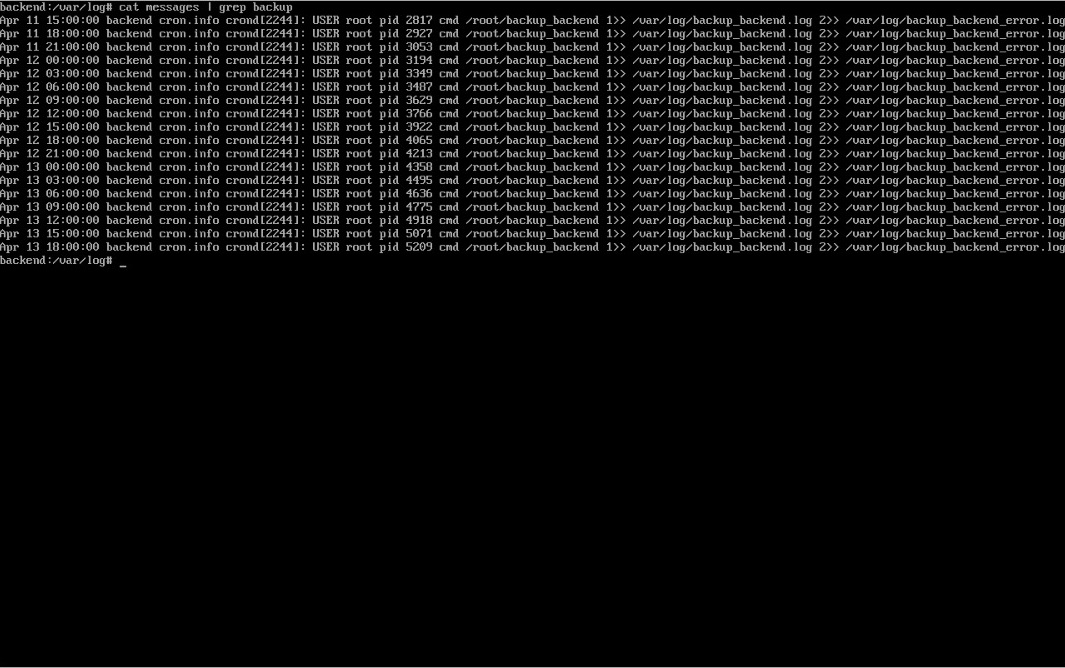 backend:/var/log# cat messages | grep backup
Apr 11 15:00:00 backend cron.info crond[2244]: USER root pid 2817 cmd /root/backup_backend 1>> /var/log/backup_backend.log 2>> /var/log/backup_backend_error.log
Apr 11 18:00:00 backend cron.info crond[2244]: USER root pid 2927 cmd /root/backup_backend 1>> /var/log/backup_backend.log 2>> /var/log/backup_backend_error.log
Apr 11 21:00:00 backend cron.info crond[2244]: USER root pid 3053 cmd /root/backup_backend 1>> /var/log/backup_backend.log 2>> /var/log/backup_backend_error.log
Apr 12 00:00:00 backend cron.info crond[2244]: USER root pid 3194 cmd /root/backup_backend 1>> /var/log/backup_backend.log 2>> /var/log/backup_backend_error.log
Apr 12 03:00:00 backend cron.info crond[2244]: USER root pid 3349 cmd /root/backup_backend 1>> /var/log/backup_backend.log 2>> /var/log/backup_backend_error.log
Apr 12 06:00:00 backend cron.info crond[2244]: USER root pid 3487 cmd /root/backup_backend 1>> /var/log/backup_backend.log 2>> /var/log/backup_backend_error.log
Apr 12 09:00:00 backend cron.info crond[2244]: USER root pid 3629 cmd /root/backup_backend 1>> /var/log/backup_backend.log 2>> /var/log/backup_backend_error.log
Apr 12 12:00:00 backend cron.info crond[2244]: USER root pid 3766 cmd /root/backup_backend 1>> /var/log/backup_backend.log 2>> /var/log/backup_backend_error.log
Apr 12 15:00:00 backend cron.info crond[2244]: USER root pid 3922 cmd /root/backup_backend 1>> /var/log/backup_backend.log 2>> /var/log/backup_backend_error.log
Apr 12 18:00:00 backend cron.info crond[2244]: USER root pid 4065 cmd /root/backup_backend 1>> /var/log/backup_backend.log 2>> /var/log/backup_backend_error.log
Apr 12 21:00:00 backend cron.info crond[2244]: USER root pid 4213 cmd /root/backup_backend 1>> /var/log/backup_backend.log 2>> /var/log/backup_backend_error.log
Apr 13 00:00:00 backend cron.info crond[2244]: USER root pid 4358 cmd /root/backup_backend 1>> /var/log/backup_backend.log 2>> /var/log/backup_backend_error.log
Apr 13 03:00:00 backend cron.info crond[2244]: USER root pid 4495 cmd /root/backup_backend 1>> /var/log/backup_backend.log 2>> /var/log/backup_backend_error.log
Apr 13 06:00:00 backend cron.info crond[2244]: USER root pid 4636 cmd /root/backup_backend 1>> /var/log/backup_backend.log 2>> /var/log/backup_backend_error.log
Apr 13 09:00:00 backend cron.info crond[2244]: USER root pid 4775 cmd /root/backup_backend 1>> /var/log/backup_backend.log 2>> /var/log/backup_backend_error.log
Apr 13 12:00:00 backend cron.info crond[2244]: USER root pid 4918 cmd /root/backup_backend 1>> /var/log/backup_backend.log 2>> /var/log/backup_backend_error.log
Apr 13 15:00:00 backend cron.info crond[2244]: USER root pid 5071 cmd /root/backup_backend 1>> /var/log/backup_backend.log 2>> /var/log/backup_backend_error.log
Apr 13 18:00:00 backend cron.info crond[2244]: USER root pid 5209 cmd /root/backup_backend 1>> /var/log/backup_backend.log 2>> /var/log/backup_backend_error.log
backend:/var/log# _